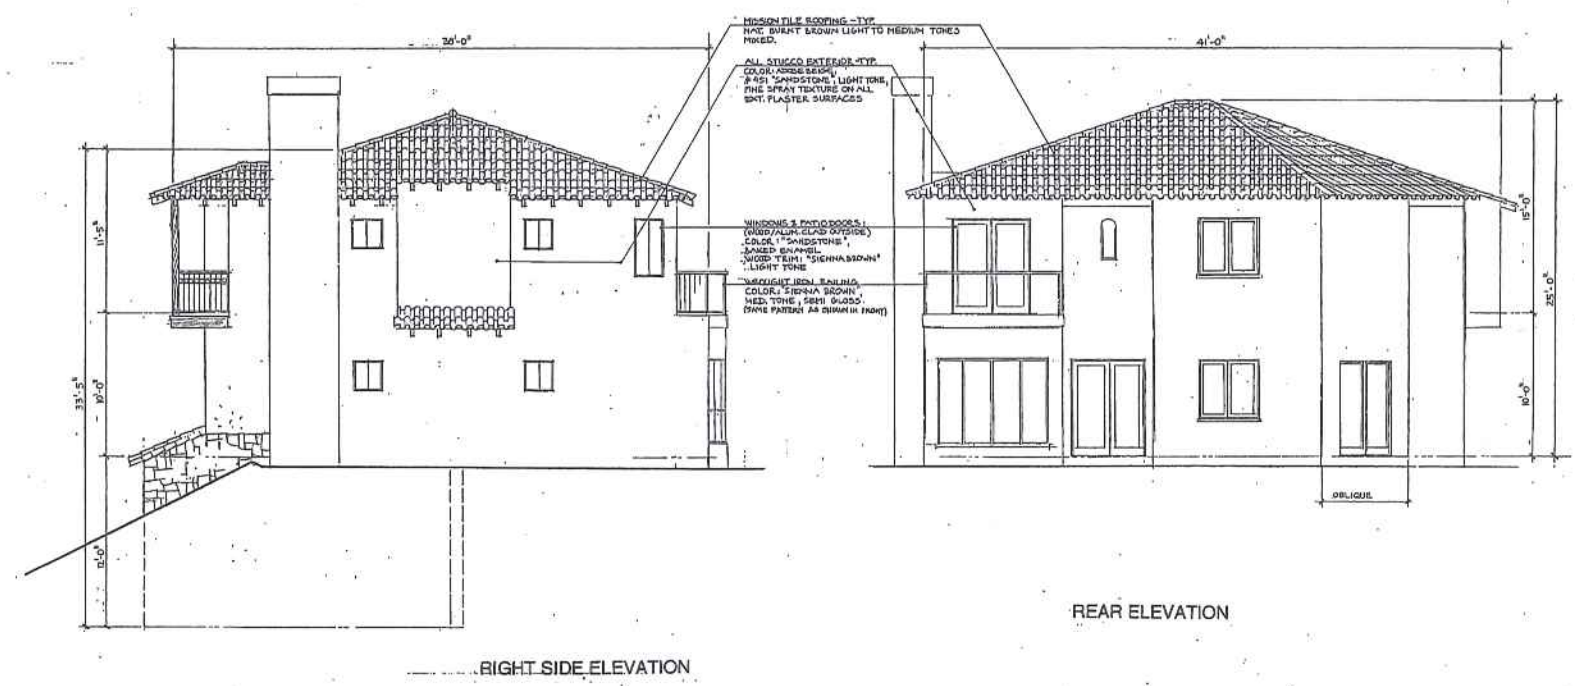 MISSION TILE ROOFING - TYP.
NAT. BURNT BROWN LIGHT TO MEDIUM TONES
MIXED.
ALL STUCCO EXTERIOR - TYP.
COLOR: ADOBE BEIGE,
#451 "SANDSTONE", LIGHT TONE,
FINE SPRAY TEXTURE ON ALL
EXT. PLASTER SURFACES
WINDOWS & PATIO DOORS:
(WOOD/ALUM. CLAD OUTSIDE)
COLOR: "SANDSTONE",
BAKED ENAMEL
WOOD TRIM: "SIENNA BROWN"
LIGHT TONE
WROUGHT IRON RAILING
COLOR: "SIENNA BROWN",
MED. TONE, SEMI GLOSS
(SAME PATTERN AS SHOWN IN FRONT)
41'-0"
11'-5"
10'-0"
33'-5"
12'-0"
15'-0"
25'-0"
10'-0"
OBLIQUE
RIGHT SIDE ELEVATION
REAR ELEVATION